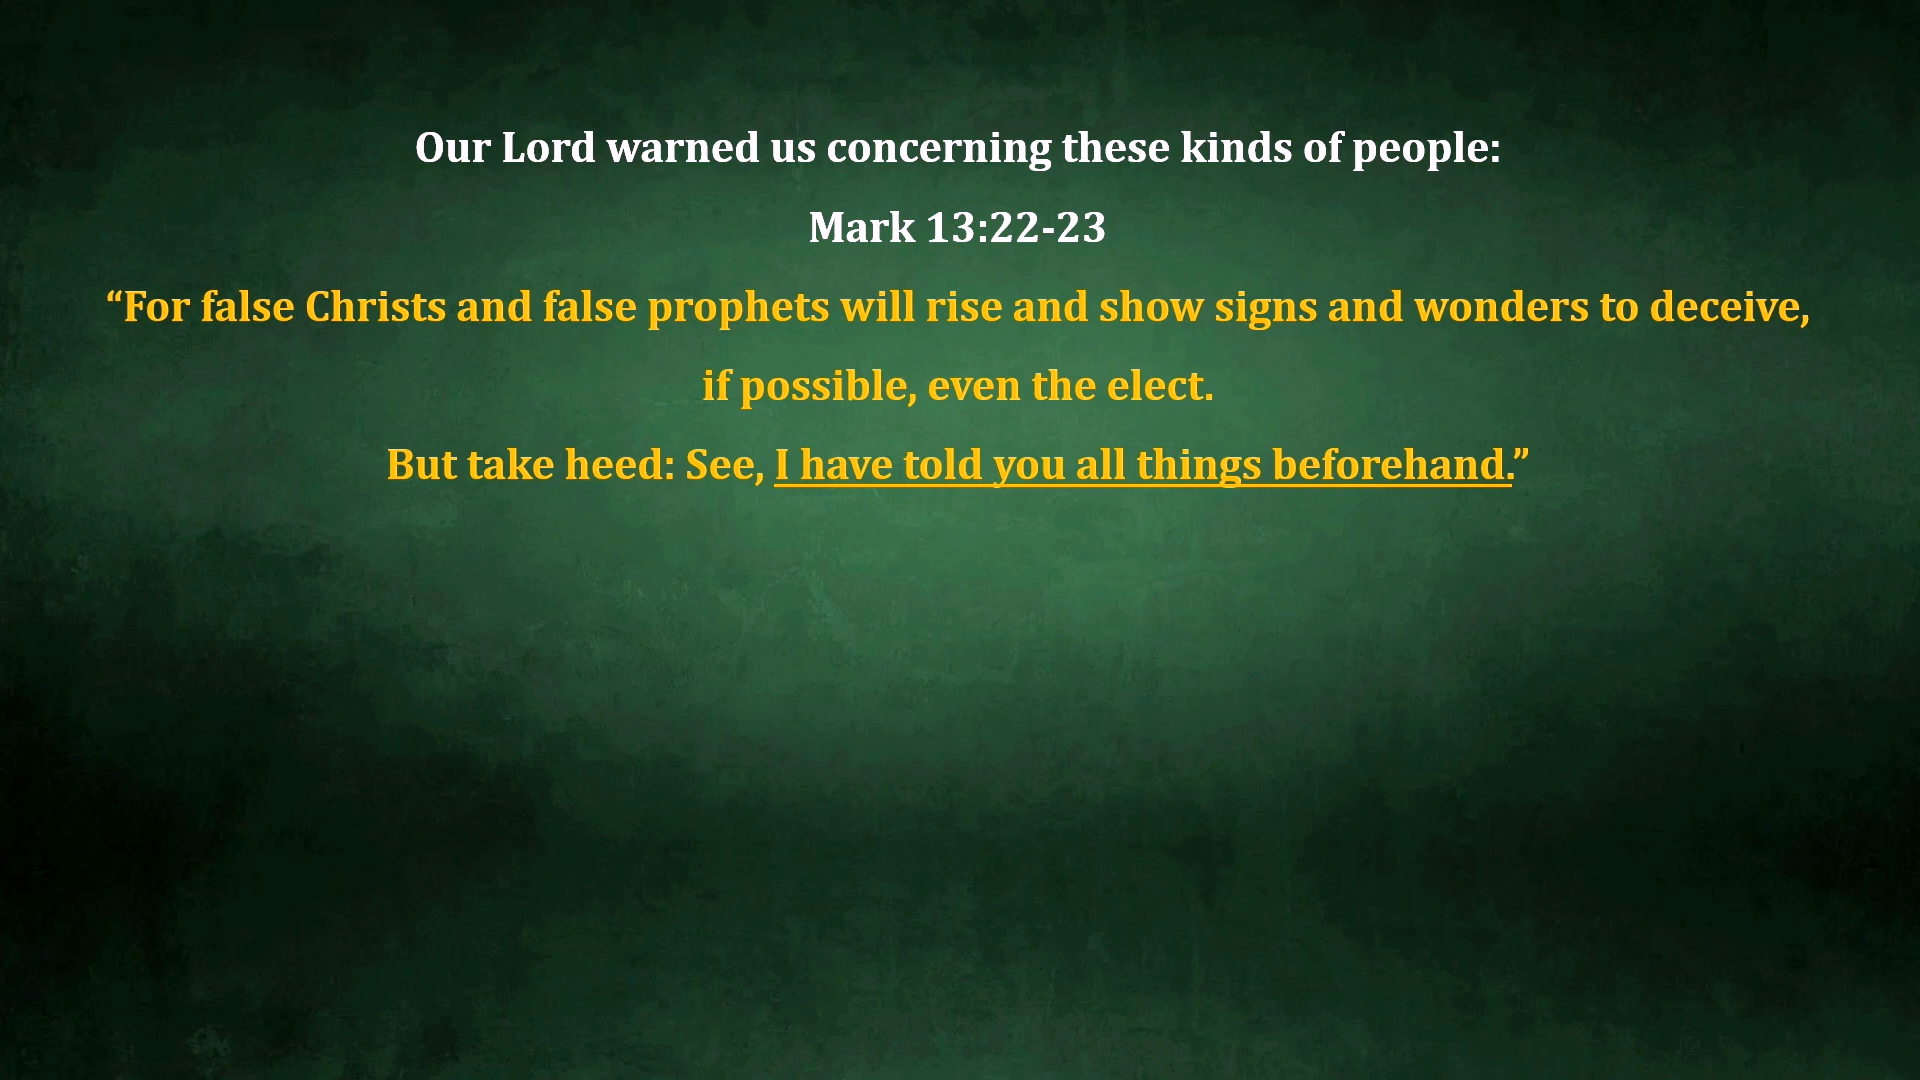 Our Lord warned us concerning these kinds of people:
Mark 13:22-23
“For false Christs and false prophets will rise and show signs and wonders to deceive,
if possible, even the elect.
But take heed: See, I have told you all things beforehand.”